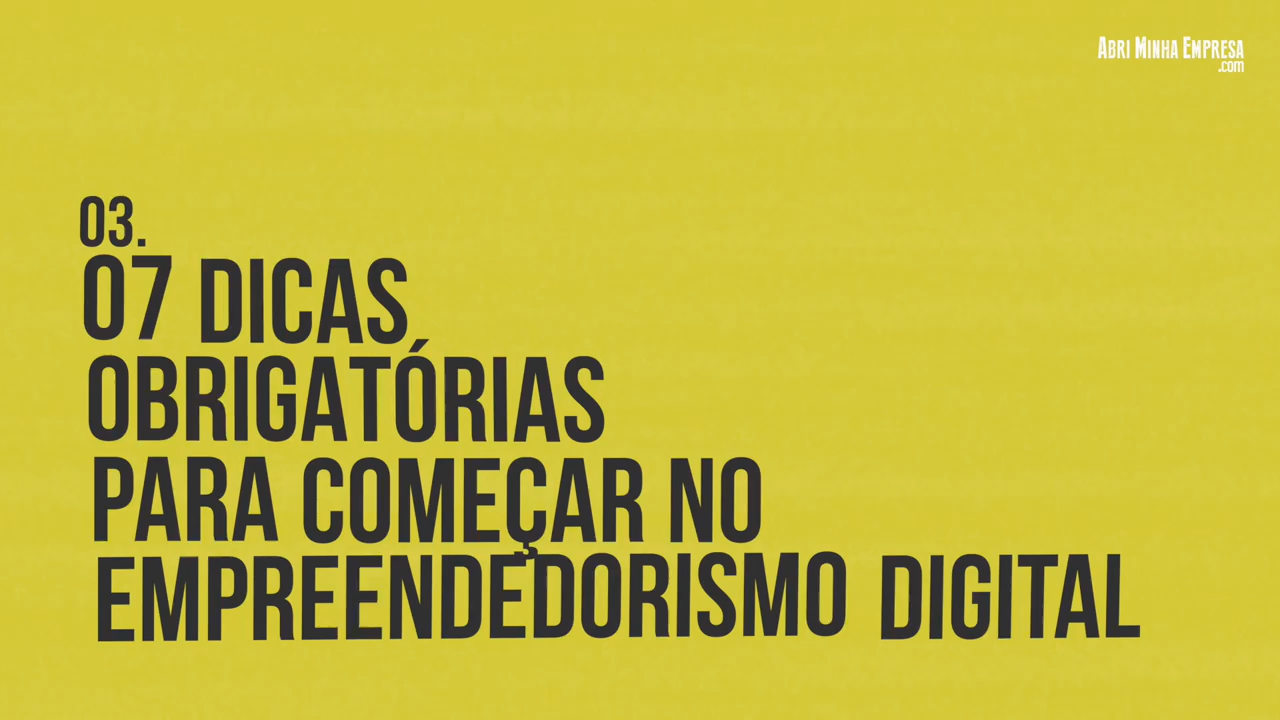 ABRI MINHA EMPRESA
.com
03.
07 DICAS
OBRIGATÓRIAS
PARA COMEÇAR NO
EMPREENDEDORISMO DIGITAL